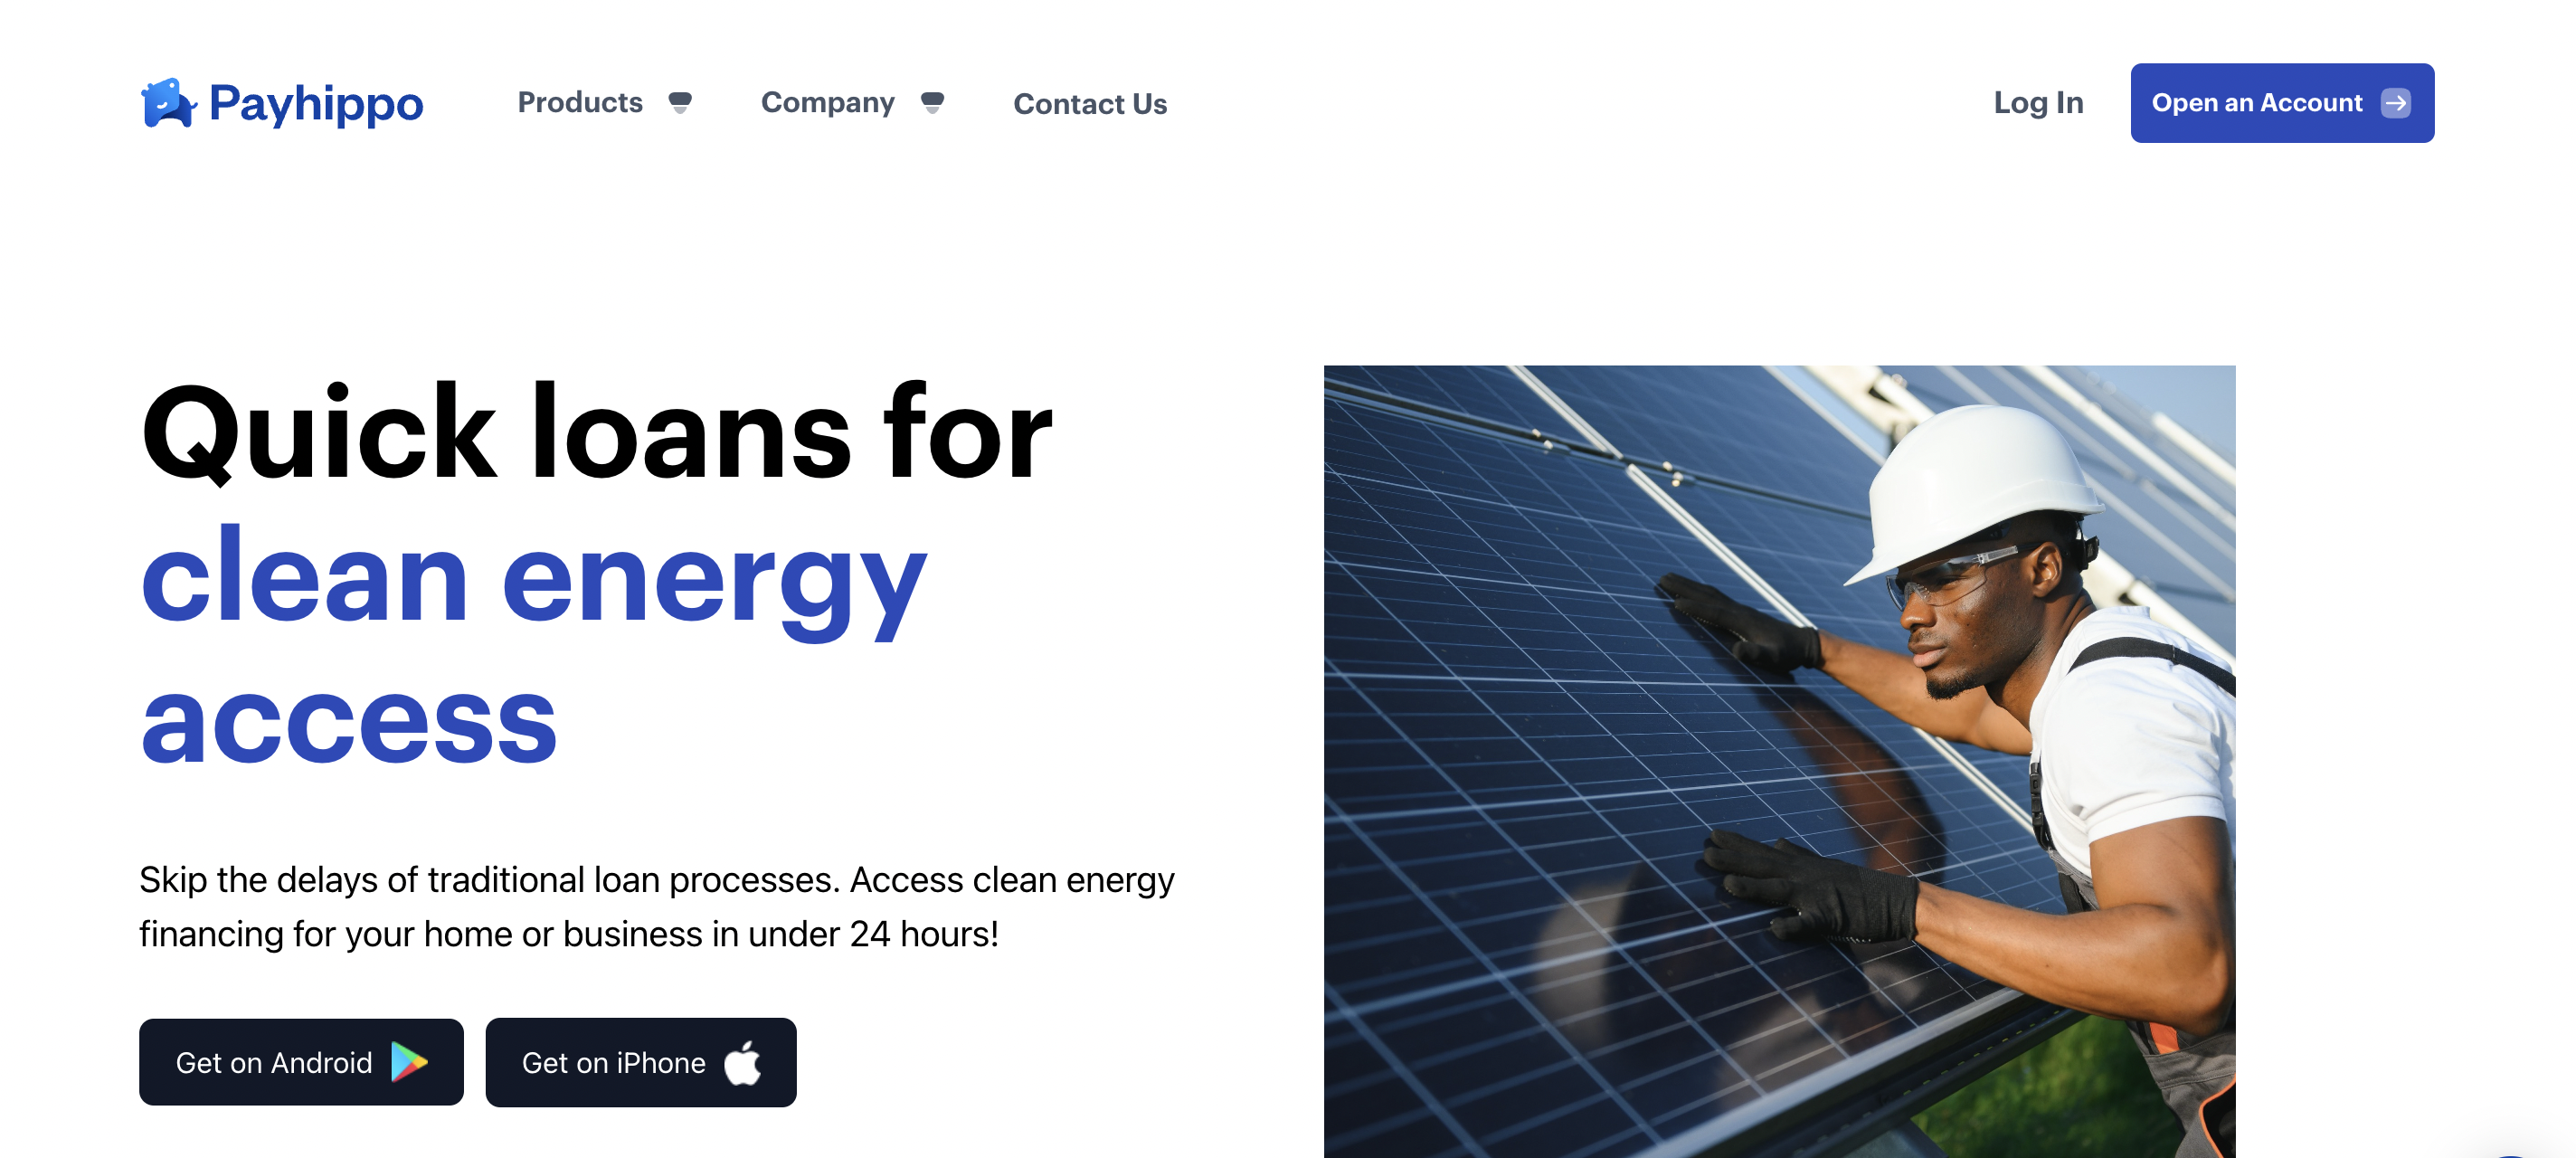 Payhippo
Products
Company
Contact Us
Log In
Open an Account
Quick loans for
clean energy
access
Skip the delays of traditional loan processes. Access clean energy
financing for your home or business in under 24 hours!
Get on Android
Get on iPhone